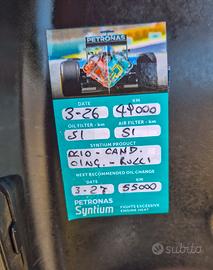 PETRONAS
DATE KM
3-26 44000
OIL FILTER - km AIR FILTER - km
SI SI
SYNTIUM PRODUCT
OLIO - CAND.
CING. - RULLI
NEXT RECOMMENDED OIL CHANGE
DATE KM
3-27 55000
PETRONAS
Syntium
FIGHTS EXCESSIVE
ENGINE HEAT
subito